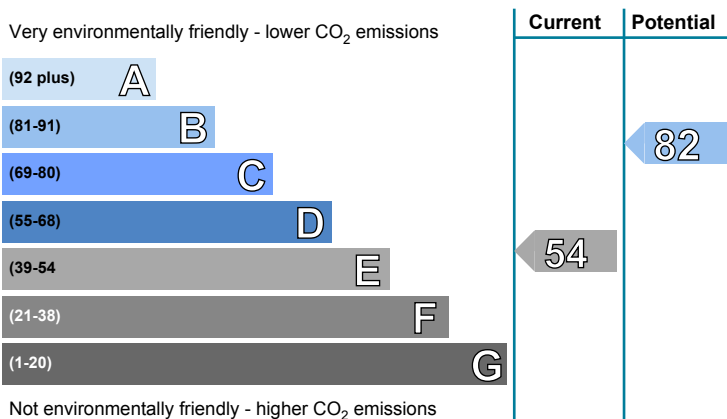 Very environmentally friendly - lower CO2 emissions
Current Potential
(92 plus) A
(81-91) B
82
(69-80) C
(55-68) D
54
(39-54 E
(21-38) F
(1-20) G
Not environmentally friendly - higher CO2 emissions